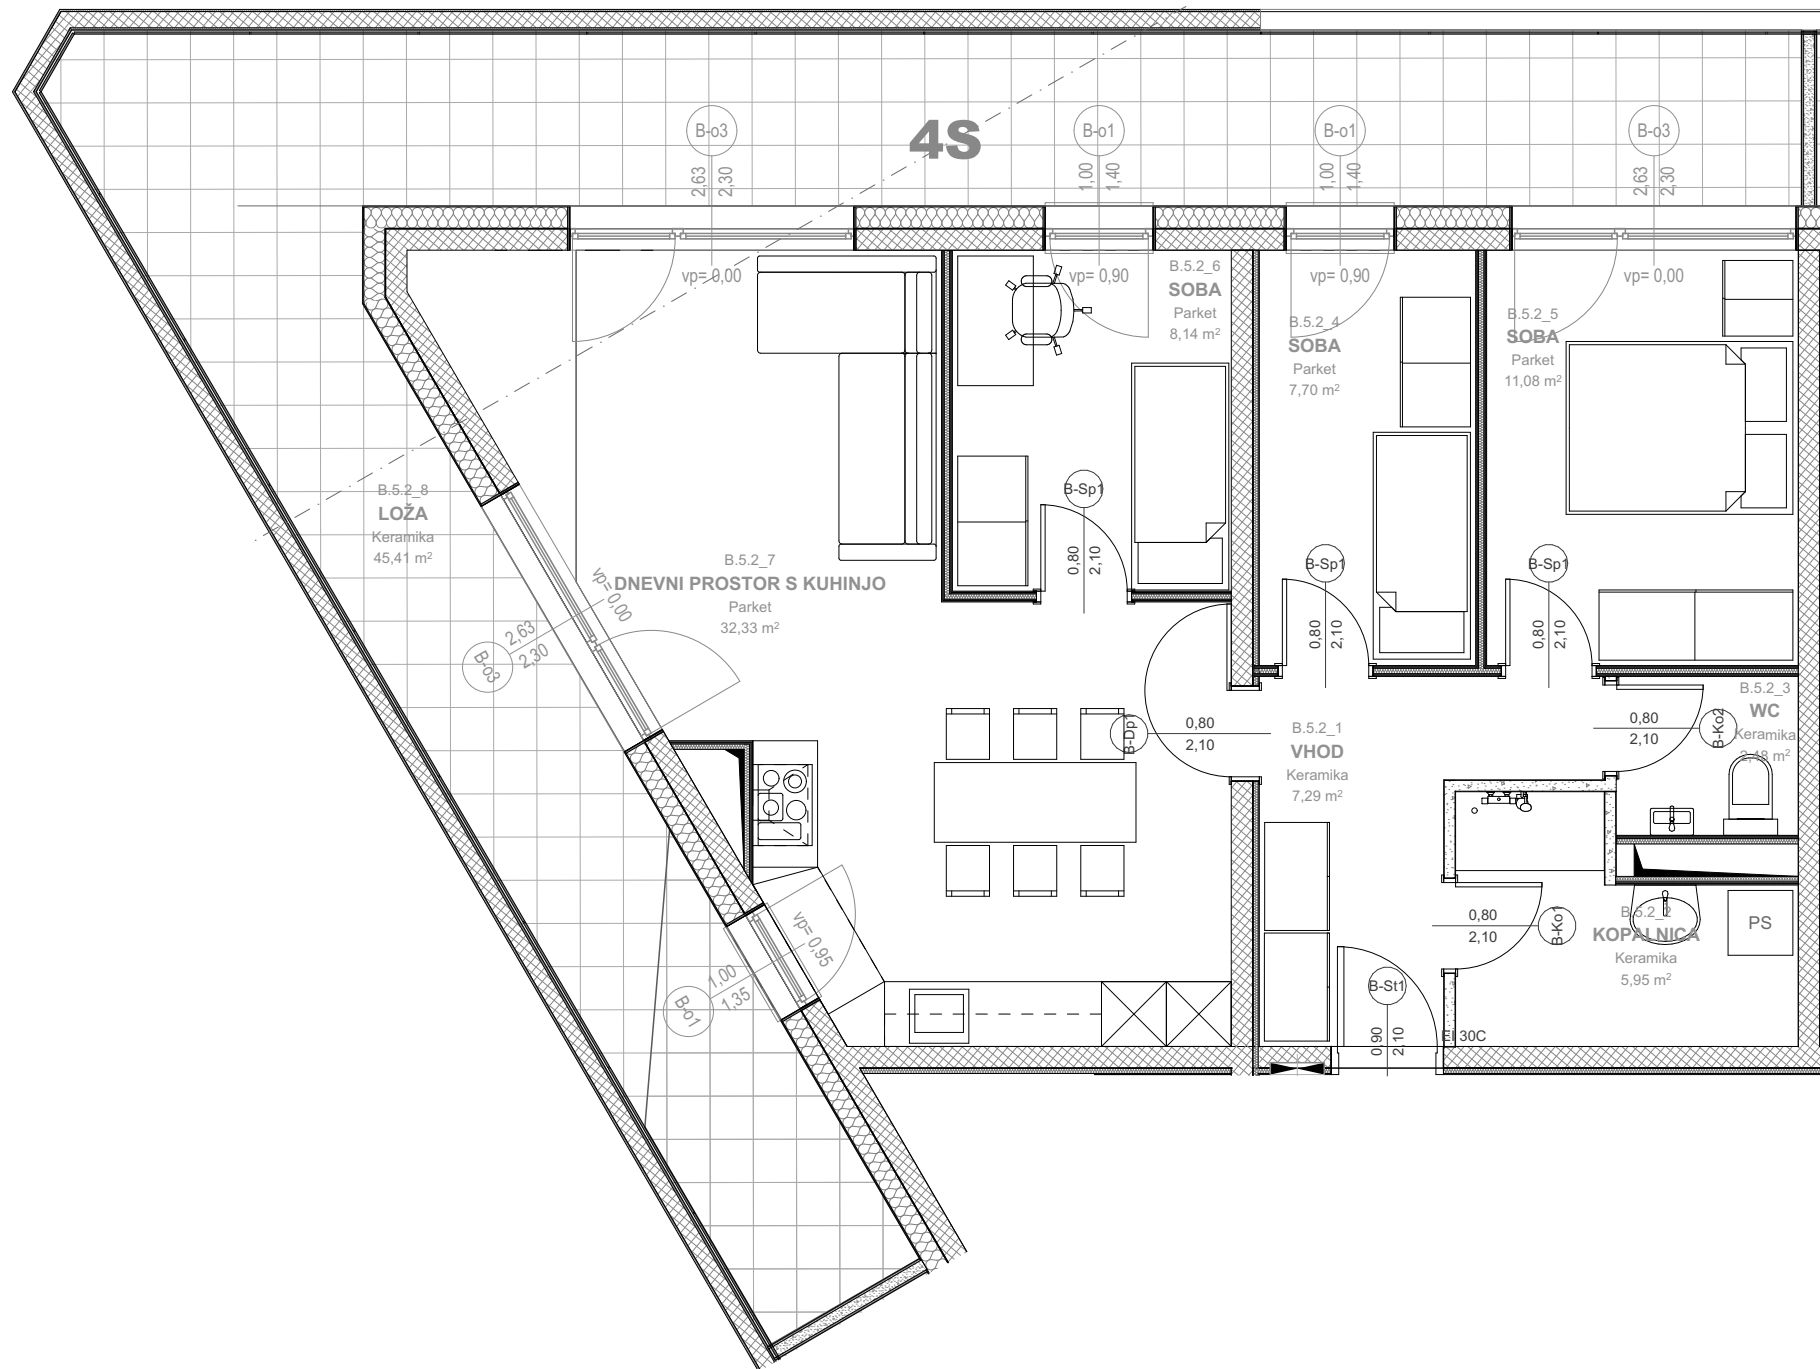 B-o3
2,63
2,30
4S
B-o1
1,00
1,40
B-o1
1,00
1,40
B-o3
2,63
2,30
vp= 0,00
vp= 0,90
vp= 0,90
vp= 0,00
B.5.2_6
SOBA
Parket
8,14 m²
B.5.2_4
SOBA
Parket
7,70 m²
B.5.2_5
SOBA
Parket
11,08 m²
B.5.2_8
LOŽA
Keramika
45,41 m²
B-Sp1
0,80
2,10
B-Sp1
0,80
2,10
B-Sp1
0,80
2,10
B.5.2_7
DNEVNI PROSTOR S KUHINJO
Parket
32,33 m²
vp= 0,00
2,63
2,30
B-o3
B-Dp1
0,80
2,10
B.5.2_1
VHOD
Keramika
7,29 m²
0,80
2,10
B-Ko2
B.5.2_3
WC
Keramika
2,48 m²
vp= 0,95
1,00
1,35
B-o1
0,80
2,10
B-Ko1
B.5.2_2
KOPALNICA
Keramika
5,95 m²
PS
B-St1
0,90
2,10
EI 30C